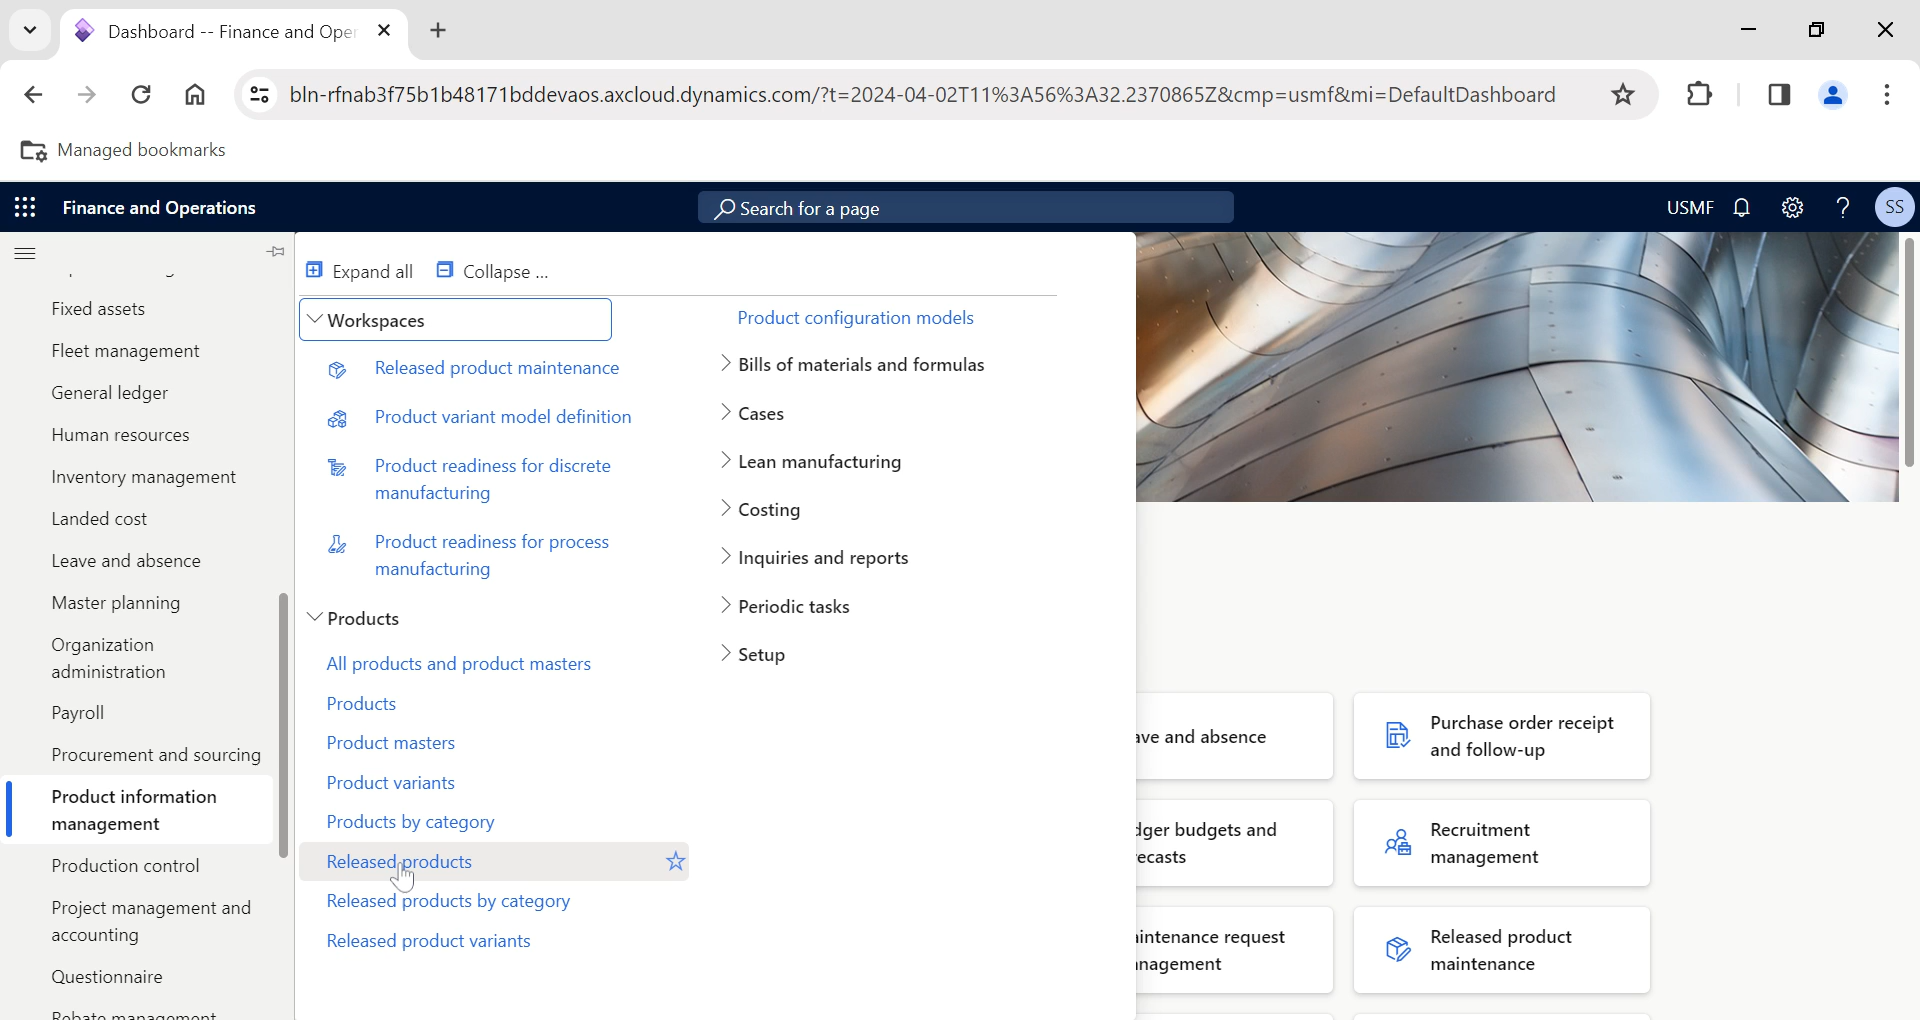 Dashboard -- Finance and Oper
bln-rfnab3f75b1b48171bddevaos.axcloud.dynamics.com/?t=2024-04-02T11%3A56%3A32.2370865Z&cmp=usmf&mi=DefaultDashboard
Managed bookmarks
Finance and Operations
Search for a page
USMF
?
SS
Fixed assets
Fleet management
General ledger
Human resources
Inventory management
Landed cost
Leave and absence
Master planning
Organization
administration
Payroll
Procurement and sourcing
Product information
management
Production control
Project management and
accounting
Questionnaire
Rebate management
Expand all
Collapse ...
Workspaces
Released product maintenance
Product variant model definition
Product readiness for discrete
manufacturing
Product readiness for process
manufacturing
Products
All products and product masters
Products
Product masters
Product variants
Products by category
Released products
Released products by category
Released product variants
Product configuration models
Bills of materials and formulas
Cases
Lean manufacturing
Costing
Inquiries and reports
Periodic tasks
Setup
ave and absence
Purchase order receipt
and follow-up
dger budgets and
recasts
Recruitment
management
aintenance request
anagement
Released product
maintenance